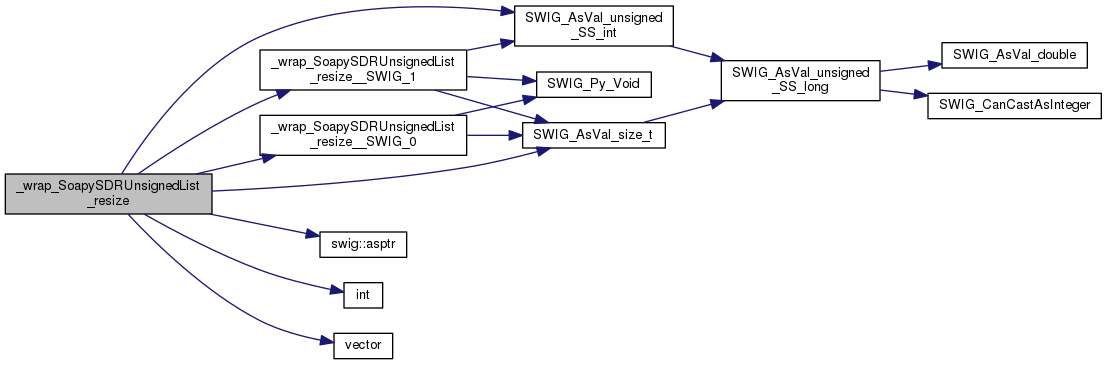 SWIG_AsVal_unsigned
_SS_int
_wrap_SoapySDRUnsignedList
_resize__SWIG_1
SWIG_AsVal_double
SWIG_AsVal_unsigned
_SS_long
SWIG_Py_Void
SWIG_CanCastAsInteger
_wrap_SoapySDRUnsignedList
_resize__SWIG_0
SWIG_AsVal_size_t
_wrap_SoapySDRUnsignedList
_resize
swig::asptr
int
vector